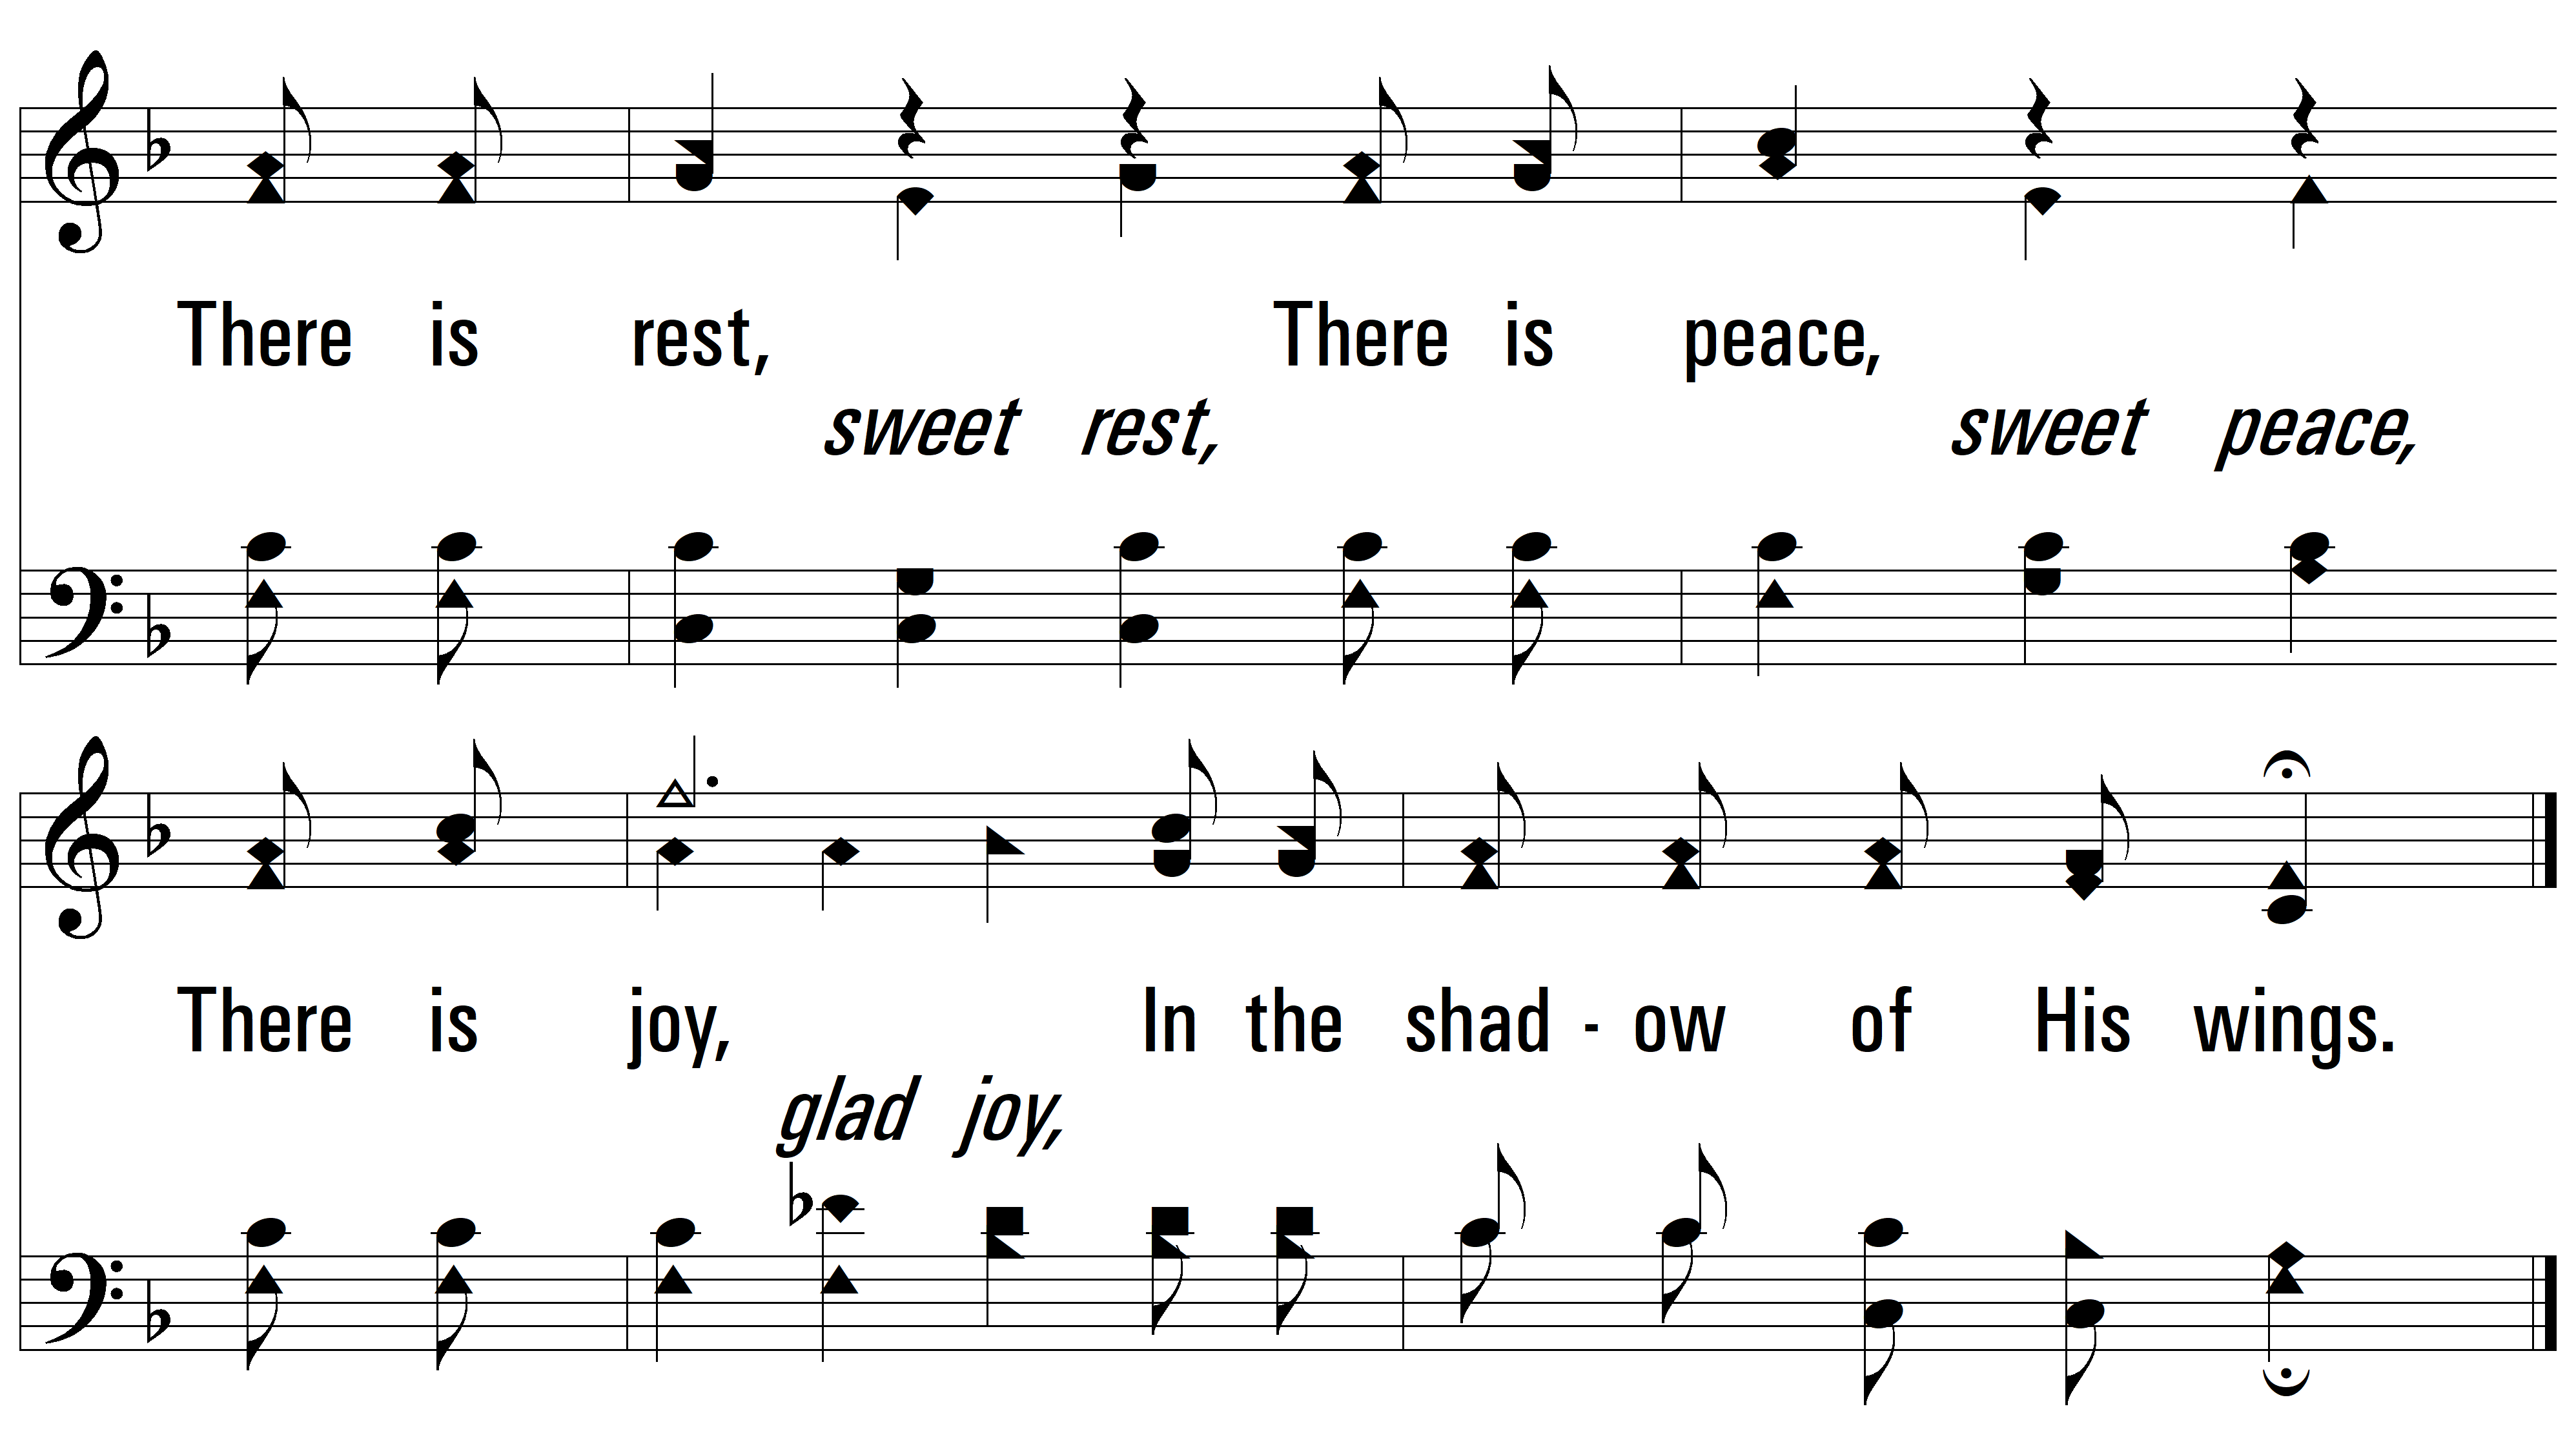 There is rest, There is peace,
sweet rest, sweet peace,
There is joy, In the shad - ow of His wings.
glad joy,